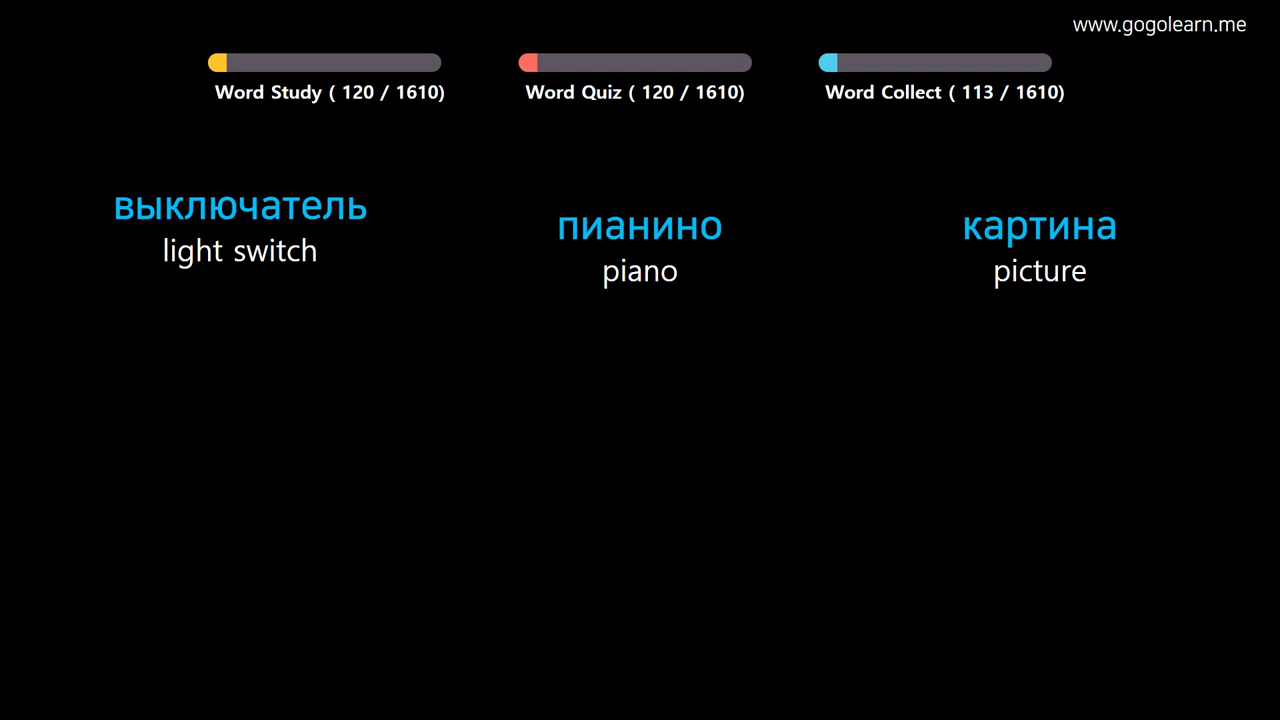 www.gogolearn.me
Word Study ( 120 / 1610)
Word Quiz ( 120 / 1610)
Word Collect ( 113 / 1610)
выключатель
light switch
пианино
piano
картина
picture